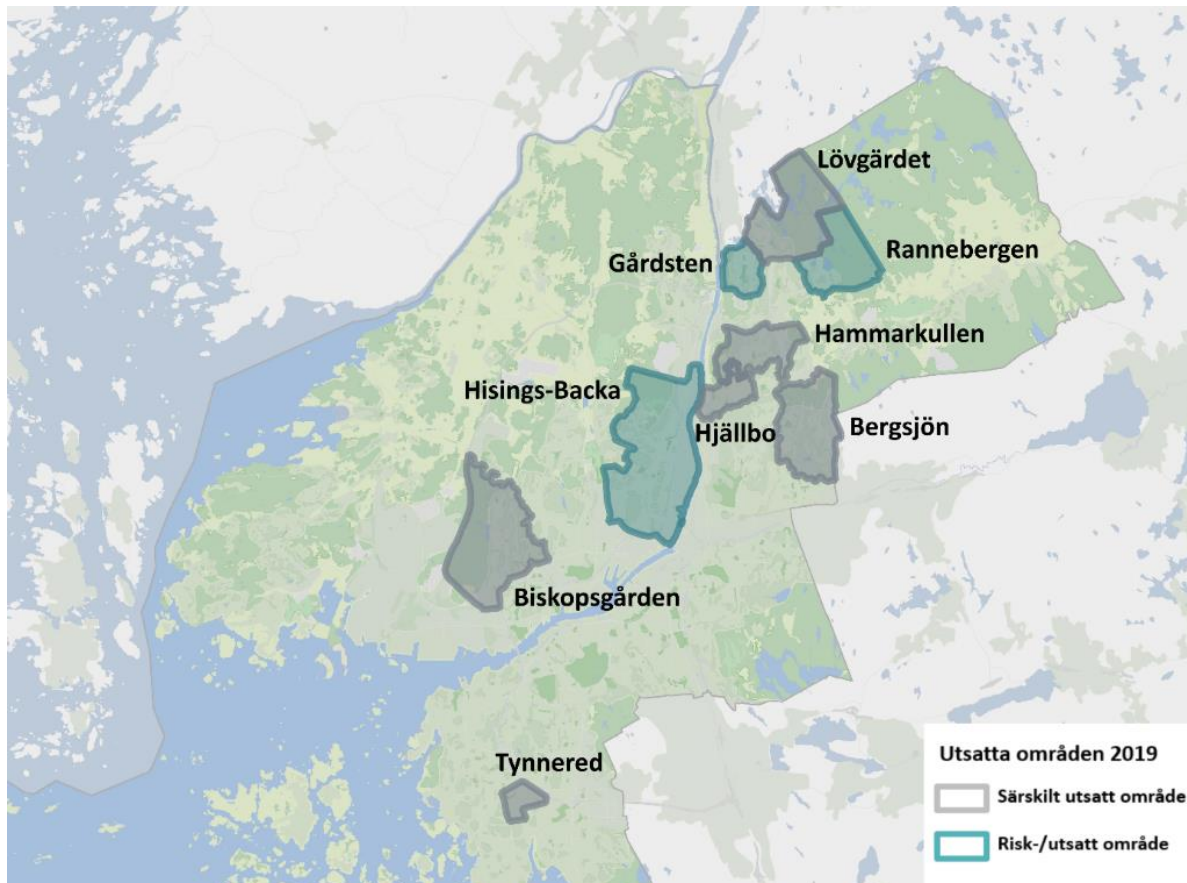 Lövgärdet
Gårdsten
Rannebergen
Hammarkullen
Hisings-Backa
Hjällbo
Bergsjön
Biskopsgården
Tynnered
Utsatta områden 2019
Särskilt utsatt område
Risk-/utsatt område